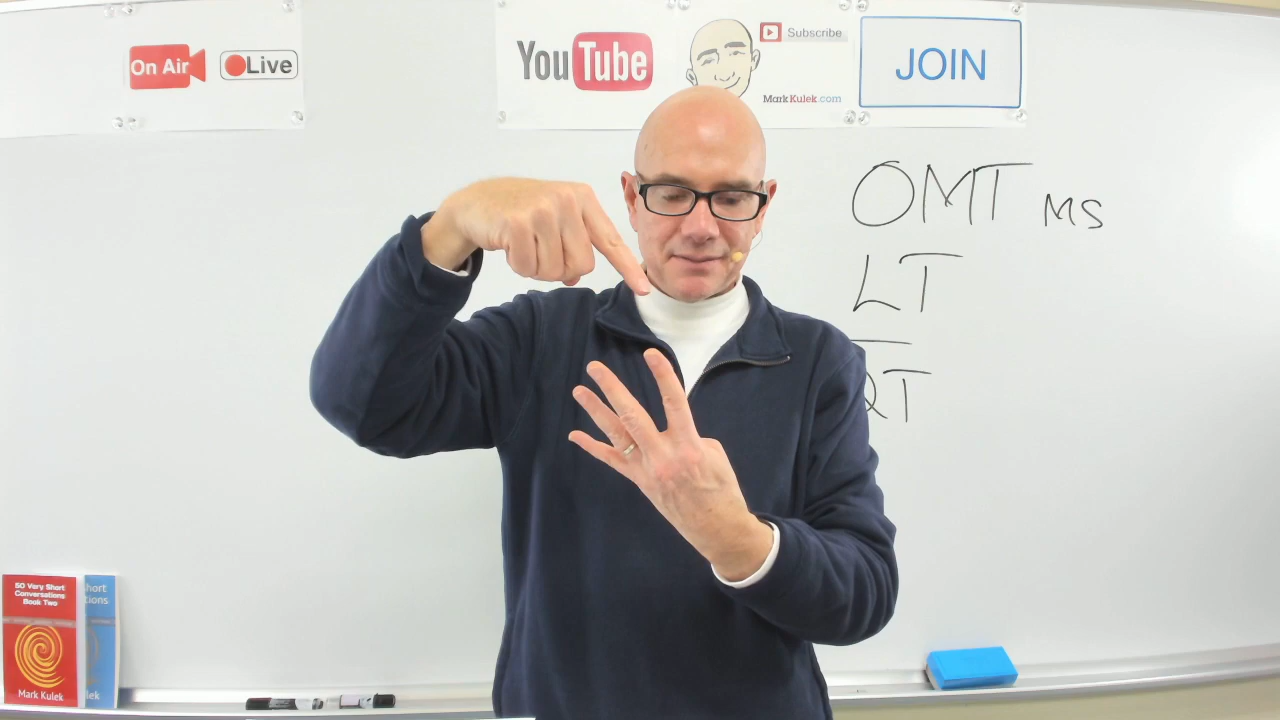 On Air
Live
YouTube
Subscribe
MarkKulek.com
JOIN
OMT MS
LT
QT
50 Very Short
Conversations
Book Two
Mark Kulek